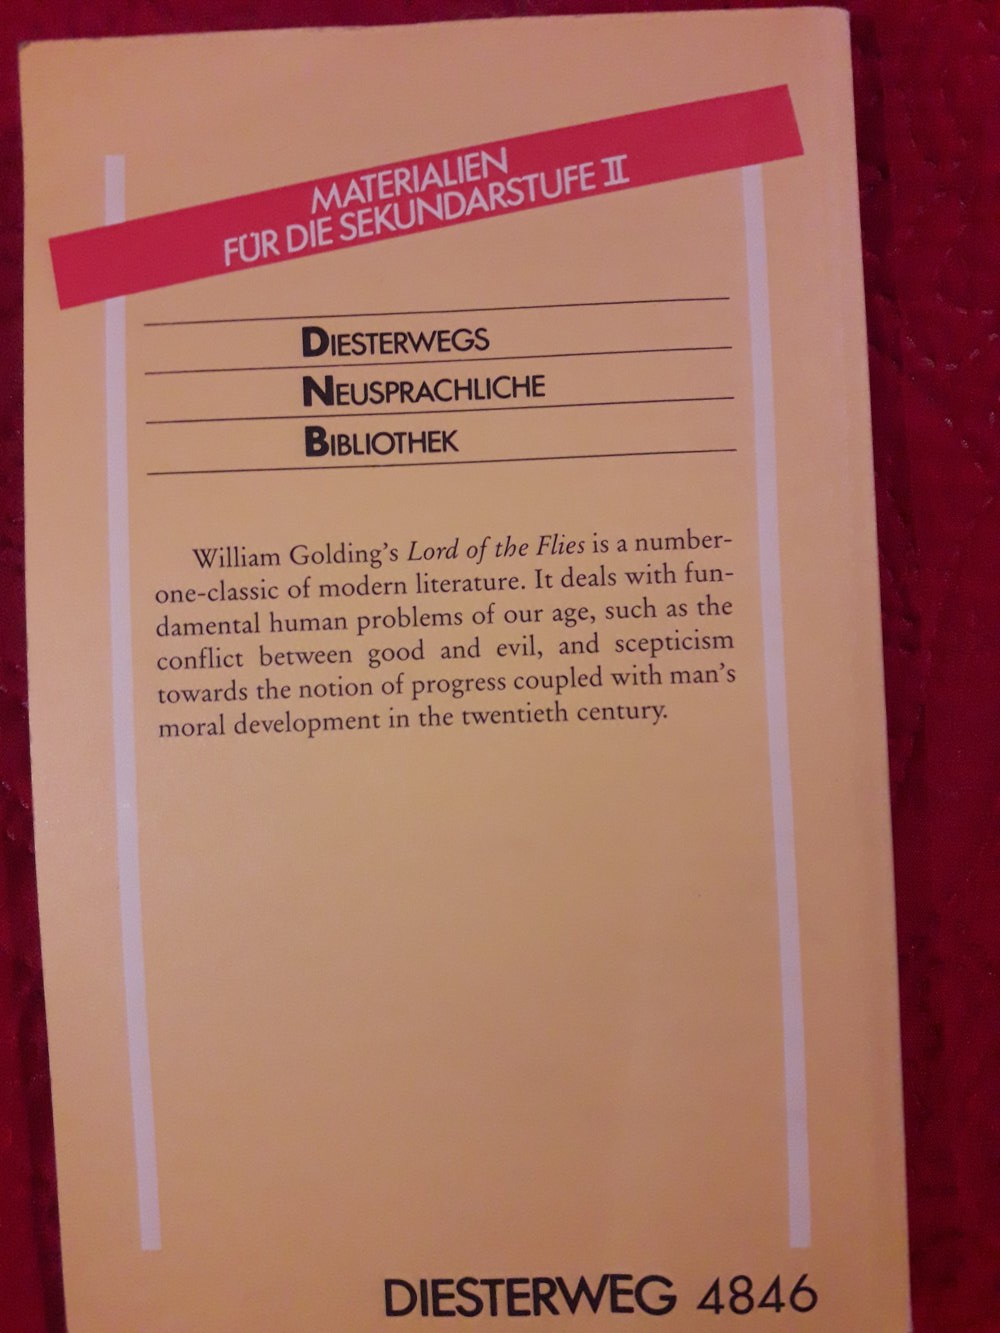 MATERIALIEN
FÜR DIE SEKUNDARSTUFE II
DIESTERWEGS
NEUSPRACHLICHE
BIBLIOTHEK
William Golding's Lord of the Flies is a number-
one-classic of modern literature. It deals with fun-
damental human problems of our age, such as the
conflict between good and evil, and scepticism
towards the notion of progress coupled with man's
moral development in the twentieth century.
DIESTERWEG 4846